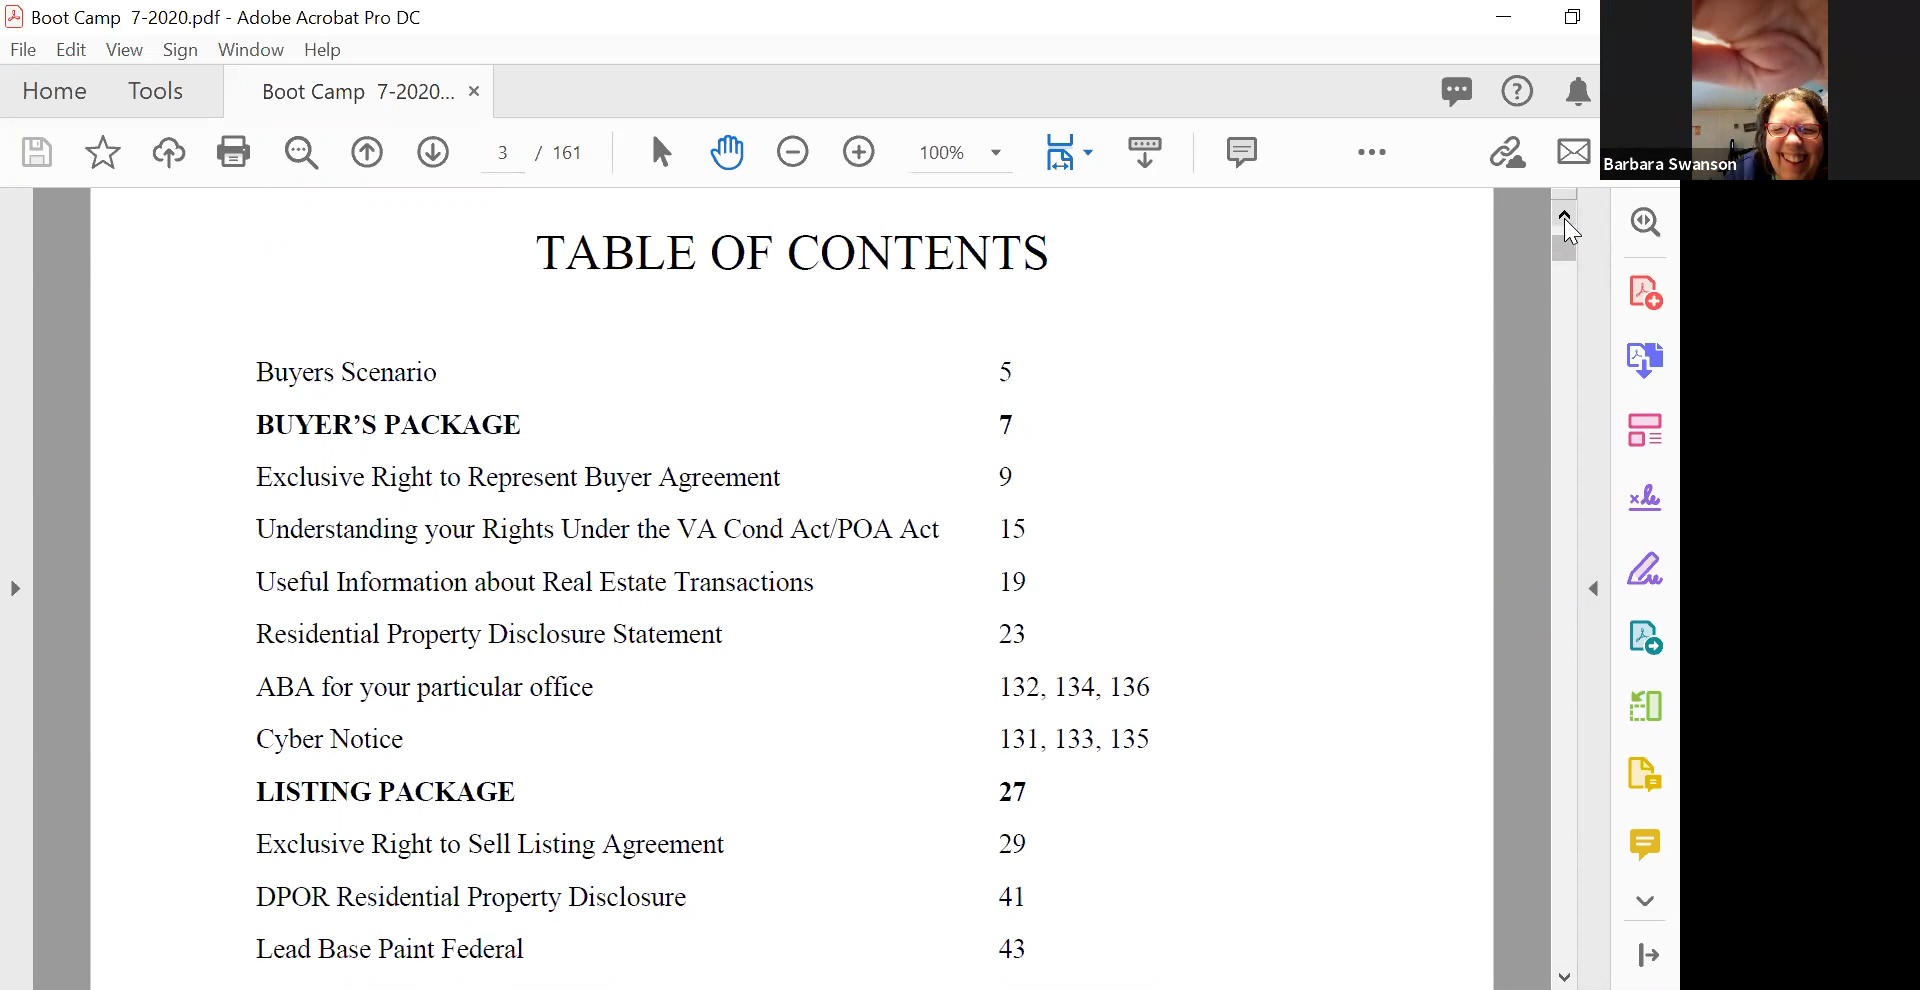 Boot Camp 7-2020.pdf - Adobe Acrobat Pro DC
File Edit View Sign Window Help
Home Tools Boot Camp 7-2020... ×
3 / 161 100%
Barbara Swanson
TABLE OF CONTENTS
Buyers Scenario 5
BUYER’S PACKAGE 7
Exclusive Right to Represent Buyer Agreement 9
Understanding your Rights Under the VA Cond Act/POA Act 15
Useful Information about Real Estate Transactions 19
Residential Property Disclosure Statement 23
ABA for your particular office 132, 134, 136
Cyber Notice 131, 133, 135
LISTING PACKAGE 27
Exclusive Right to Sell Listing Agreement 29
DPOR Residential Property Disclosure 41
Lead Base Paint Federal 43